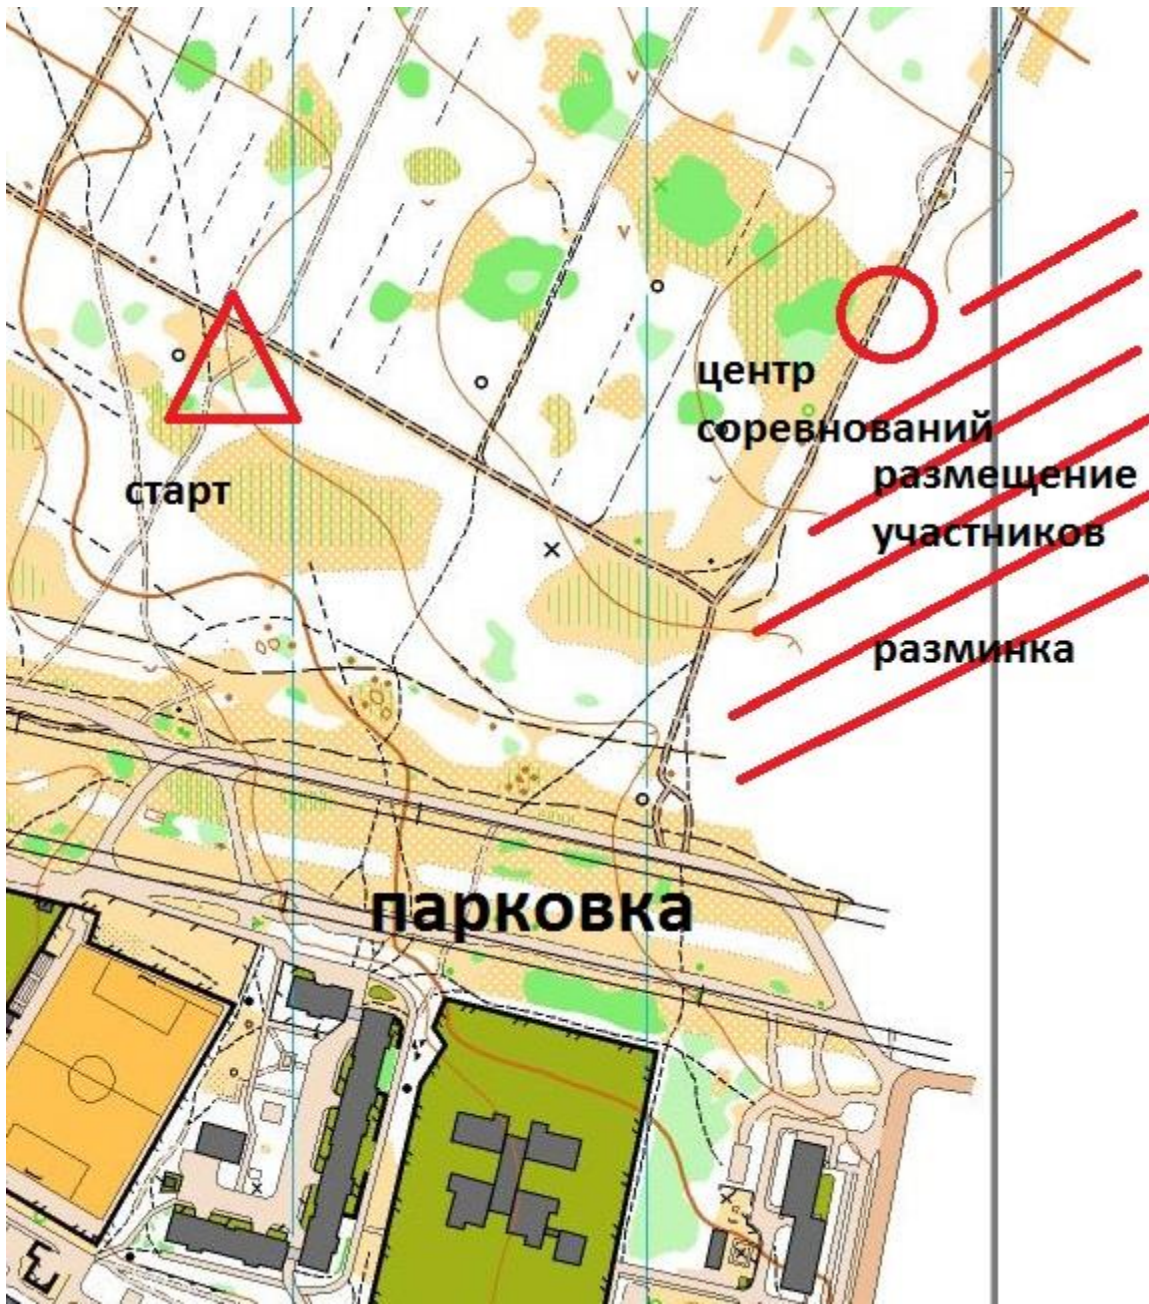 центр
соревнований
размещение
участников
старт
разминка
парковка